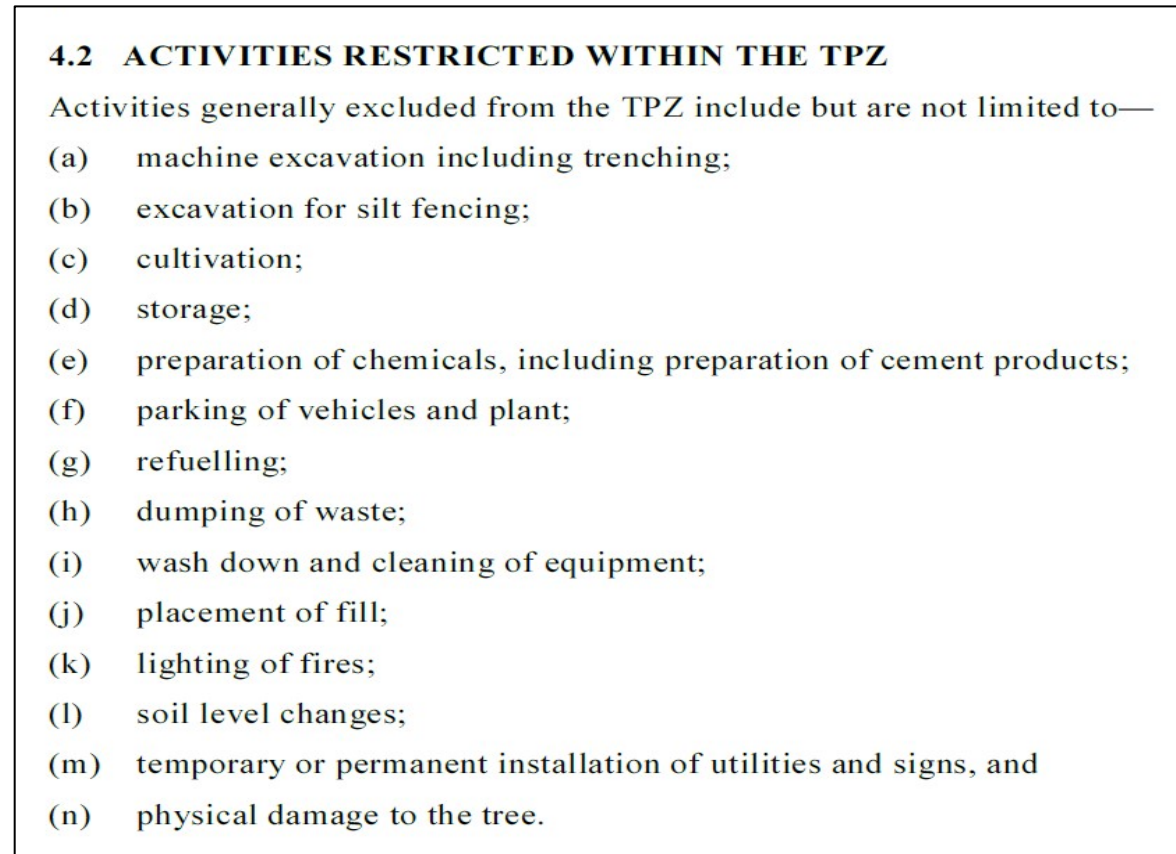 4.2 ACTIVITIES RESTRICTED WITHIN THE TPZ
Activities generally excluded from the TPZ include but are not limited to—
(a) machine excavation including trenching;
(b) excavation for silt fencing;
(c) cultivation;
(d) storage;
(e) preparation of chemicals, including preparation of cement products;
(f) parking of vehicles and plant;
(g) refuelling;
(h) dumping of waste;
(i) wash down and cleaning of equipment;
(j) placement of fill;
(k) lighting of fires;
(l) soil level changes;
(m) temporary or permanent installation of utilities and signs, and
(n) physical damage to the tree.